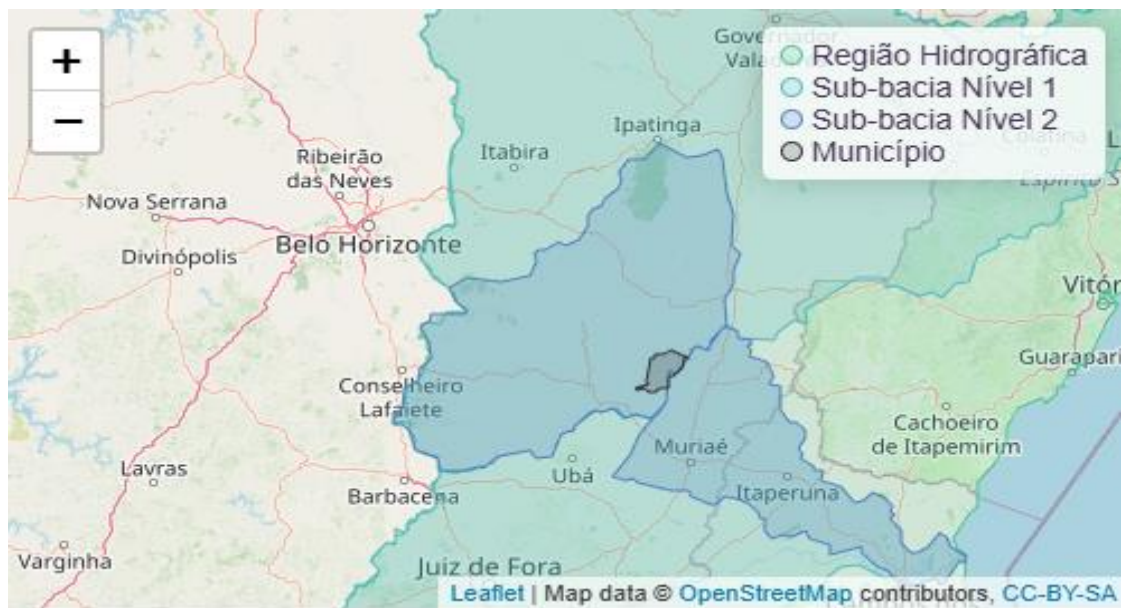 +
−
Região Hidrográfica
Sub-bacia Nível 1
Sub-bacia Nível 2
Município
Ipatinga
Itabira
Ribeirão
das Neves
Nova Serrana
Belo Horizonte
Divinópolis
Guarapari
Conselheiro
Lafaiete
Cachoeiro
de Itapemirim
Muriaé
Ubá
Lavras
Barbacena
Itaperuna
Varginha
Juiz de Fora
Leaflet | Map data © OpenStreetMap contributors, CC-BY-SA